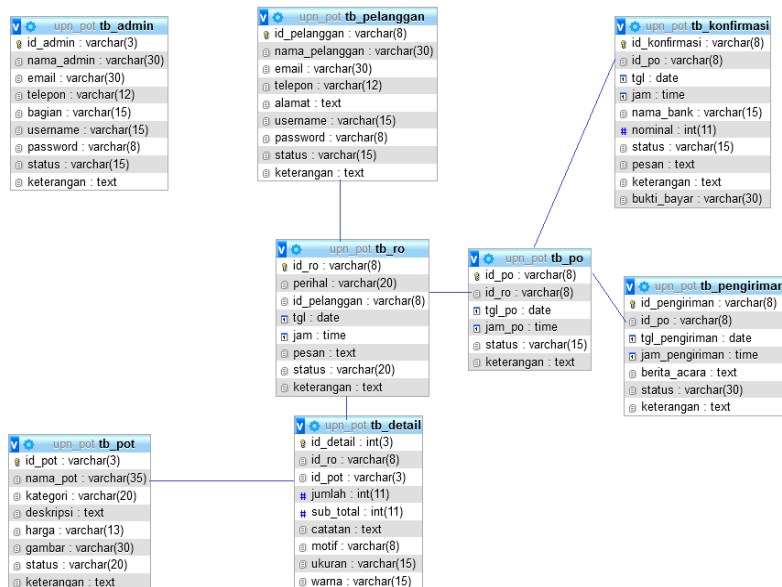 upn_pot tb_admin
id_admin : varchar(3)
nama_admin : varchar(30)
email : varchar(30)
telepon : varchar(12)
bagian : varchar(15)
username : varchar(15)
password : varchar(8)
status : varchar(15)
keterangan : text
upn_pot tb_pelanggan
id_pelanggan : varchar(8)
nama_pelanggan : varchar(30)
email : varchar(30)
telepon : varchar(12)
alamat : text
username : varchar(15)
password : varchar(8)
status : varchar(15)
keterangan : text
upn_pot tb_konfirmasi
id_konfirmasi : varchar(8)
id_po : varchar(8)
tgl : date
jam : time
nama_bank : varchar(15)
nominal : int(11)
status : varchar(15)
pesan : text
keterangan : text
bukti_bayar : varchar(30)
upn_pot tb_ro
id_ro : varchar(8)
perihal : varchar(20)
id_pelanggan : varchar(8)
tgl : date
jam : time
pesan : text
status : varchar(20)
keterangan : text
upn_pot tb_po
id_po : varchar(8)
id_ro : varchar(8)
tgl_po : date
jam_po : time
status : varchar(15)
keterangan : text
upn_pot tb_pengiriman
id_pengiriman : varchar(8)
id_po : varchar(8)
tgl_pengiriman : date
jam_pengiriman : time
berita_acara : text
status : varchar(30)
keterangan : text
upn_pot tb_pot
id_pot : varchar(3)
nama_pot : varchar(35)
kategori : varchar(20)
deskripsi : text
harga : varchar(13)
gambar : varchar(30)
status : varchar(20)
keterangan : text
upn_pot tb_detail
id_detail : int(3)
id_ro : varchar(8)
id_pot : varchar(3)
jumlah : int(11)
sub_total : int(11)
catatan : text
motif : varchar(8)
ukuran : varchar(15)
warna : varchar(15)